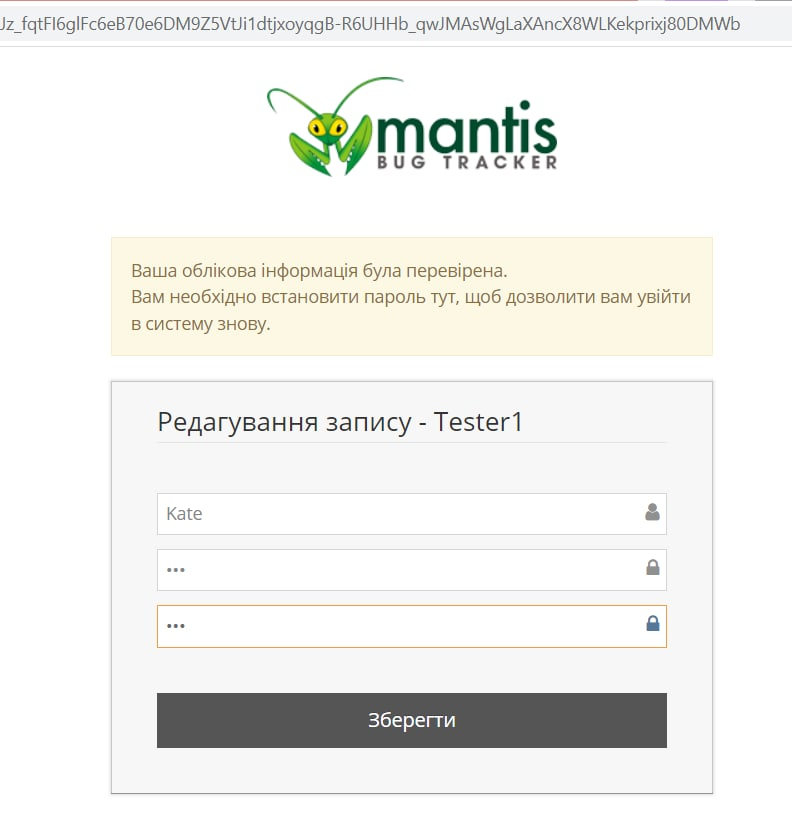 Jz_fqtFI6glFc6eB70e6DM9Z5VtJi1dtjxoyqgB-R6UHHb_qwJMAsWgLaXAncX8WLKekprixj80DMWb
mantis
BUG TRACKER
Ваша облікова інформація була перевірена.
Вам необхідно встановити пароль тут, щоб дозволити вам увійти
в систему знову.
Редагування запису - Tester1
Kate
•••
•••
Зберегти